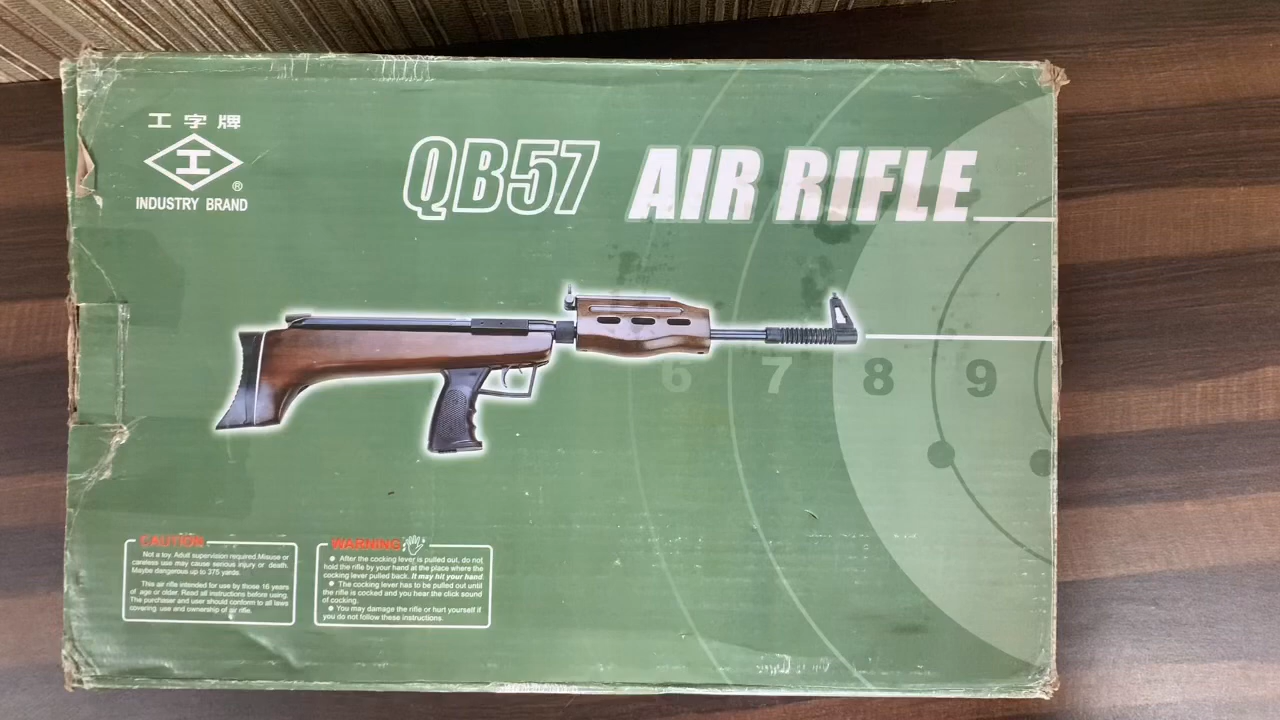 工字牌
工
®
INDUSTRY BRAND
QB57 AIR RIFLE
6 7 8 9
CAUTION
Not a toy. Adult supervision required.Misuse or
careless use may cause serious injury or death.
Maybe dangerous up to 375 yards.
This air rifle intended for use by those 16 years
of age or older. Read all instructions before using.
The purchaser and user should conform to all laws
covering use and ownership of air rifle.
WARNING
● After the cocking lever is pulled out, do not
hold the rifle by your hand at the place where the
cocking lever pulled back. It may hit your hand.
● The cocking lever has to be pulled out until
the rifle is cocked and you hear the click sound
of cocking.
● You may damage the rifle or hurt yourself if
you do not follow these instructions.